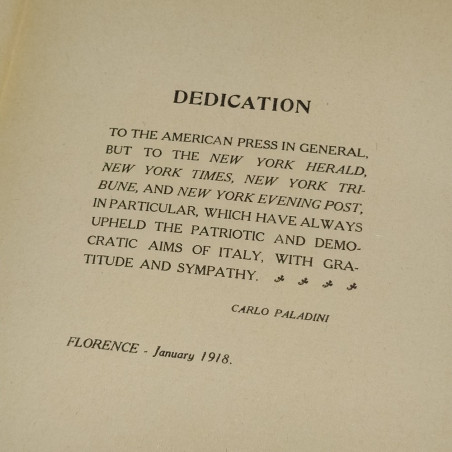 DEDICATION
TO THE AMERICAN PRESS IN GENERAL,
BUT TO THE NEW YORK HERALD,
NEW YORK TIMES, NEW YORK TRI-
BUNE, AND NEW YORK EVENING POST,
IN PARTICULAR, WHICH HAVE ALWAYS
UPHELD THE PATRIOTIC AND DEMO-
CRATIC AIMS OF ITALY, WITH GRA-
TITUDE AND SYMPATHY.
CARLO PALADINI
FLORENCE - January 1918.